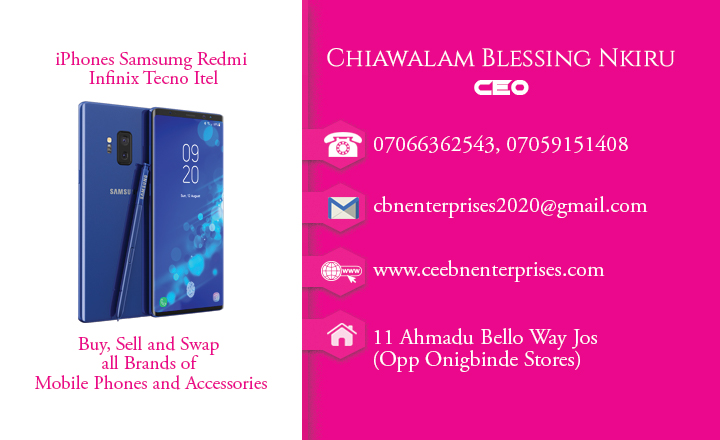 iPhones Samsumg Redmi
Infinix Tecno Itel
SAMSUNG
SAMSUNG
09
20
Buy, Sell and Swap
all Brands of
Mobile Phones and Accessories
Chiawalam Blessing Nkiru
CEO
07066362543, 07059151408
cbnenterprises2020@gmail.com
www
www.ceebnenterprises.com
11 Ahmadu Bello Way Jos
(Opp Onigbinde Stores)